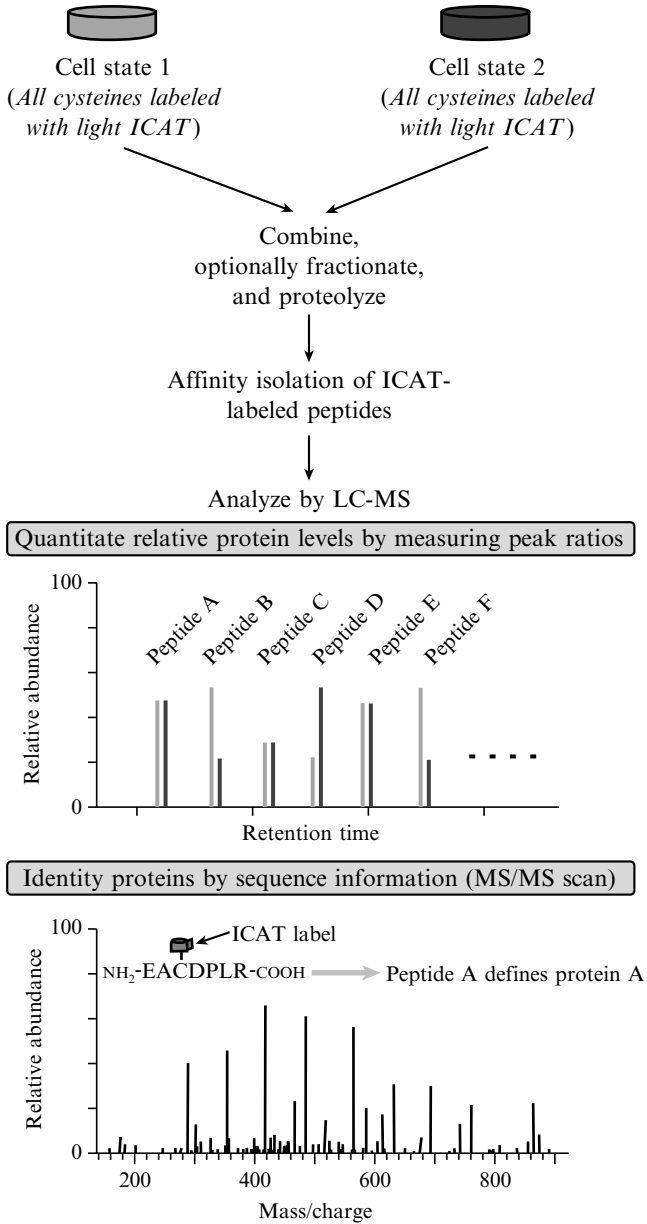 Cell state 1
(All cysteines labeled
with light ICAT)
Cell state 2
(All cysteines labeled
with light ICAT)
Combine,
optionally fractionate,
and proteolyze
Affinity isolation of ICAT-
labeled peptides
Analyze by LC-MS
Quantitate relative protein levels by measuring peak ratios
100
0
Relative abundance
Peptide A
Peptide B
Peptide C
Peptide D
Peptide E
Peptide F
Retention time
Identity proteins by sequence information (MS/MS scan)
100
0
Relative abundance
ICAT label
NH₂-EACDPLR-COOH
Peptide A defines protein A
200 400 600 800
Mass/charge